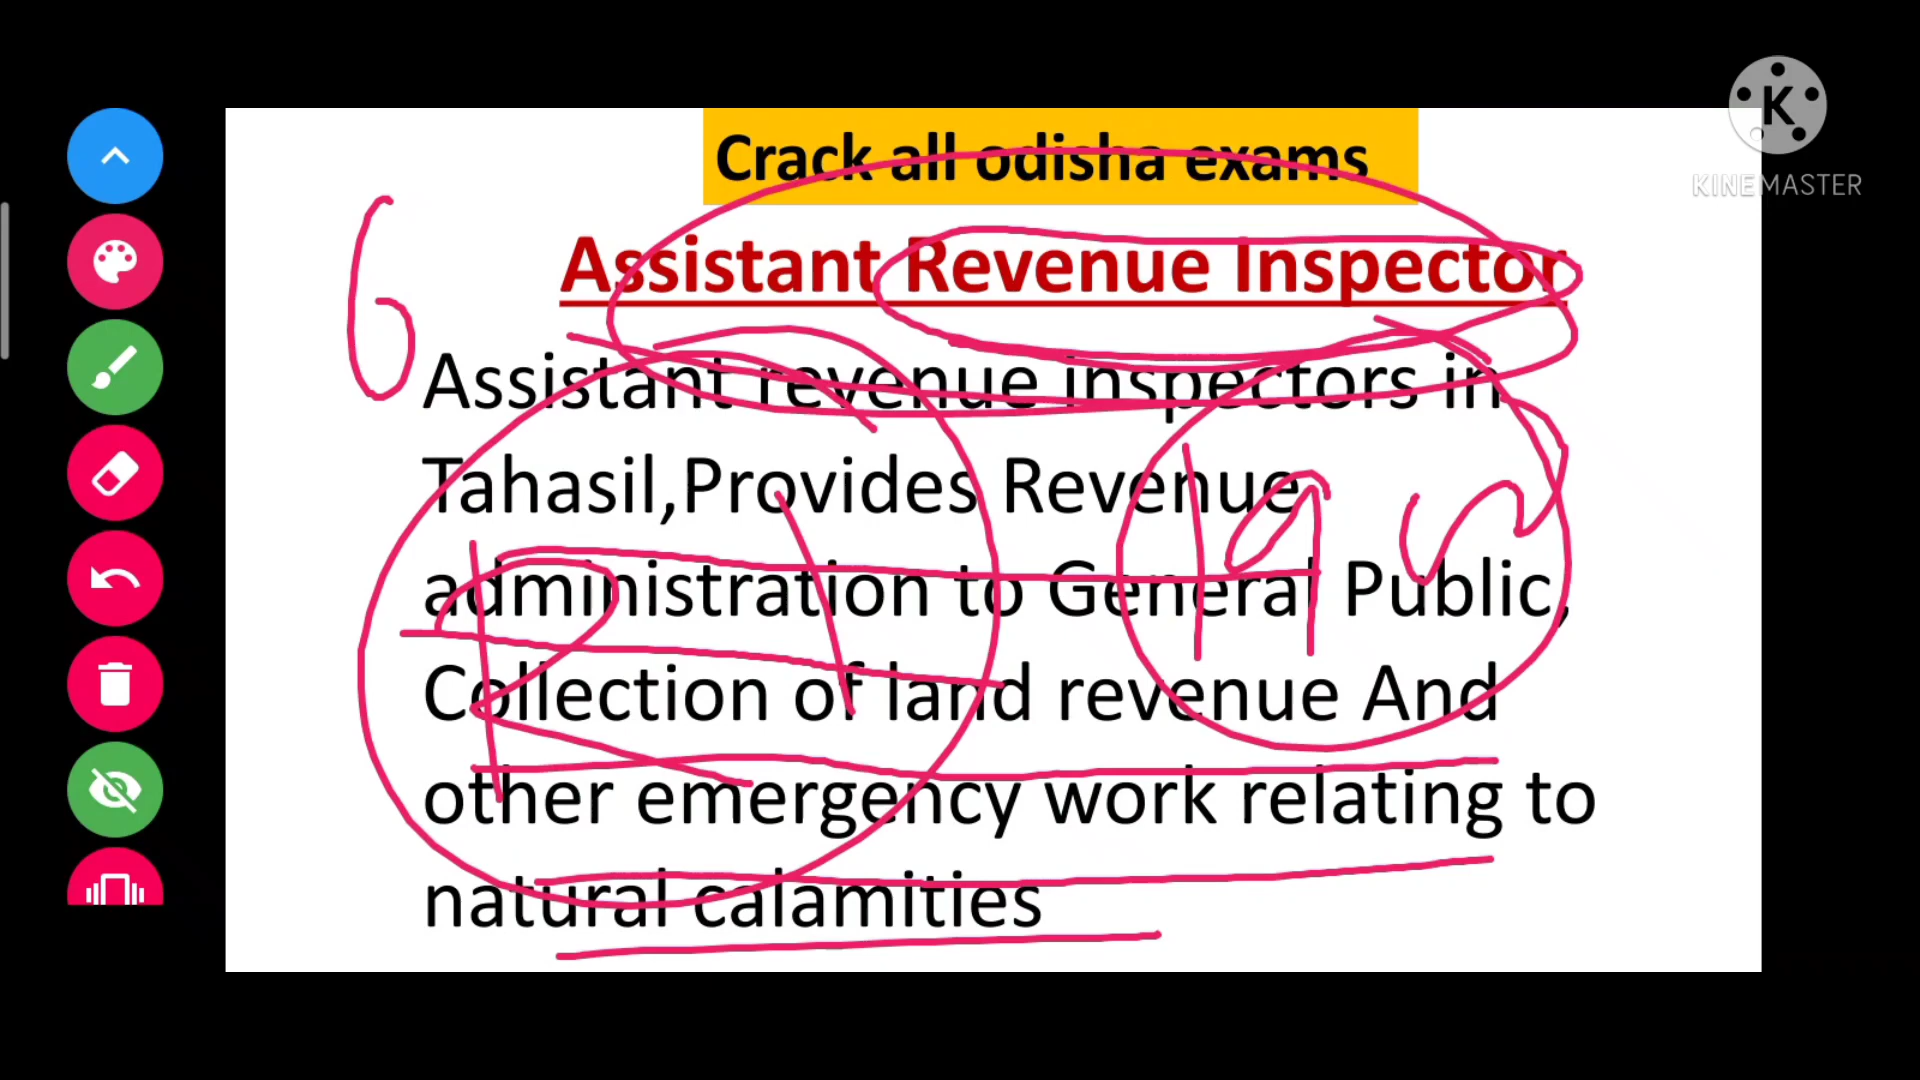 Crack all odisha exams
KINEMASTER
Assistant Revenue Inspector
6
Assistant revenue inspectors in
Tahasil,Provides Revenue
administration to General Public,
Collection of land revenue And
other emergency work relating to
natural calamities